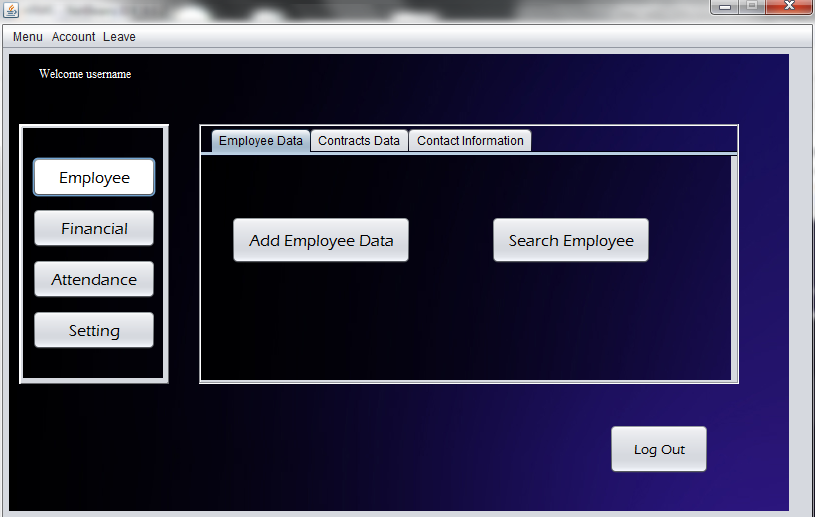 Menu Account Leave
Welcome username
Employee Data Contracts Data Contact Information
Employee
Financial
Attendance
Setting
Add Employee Data Search Employee
Log Out